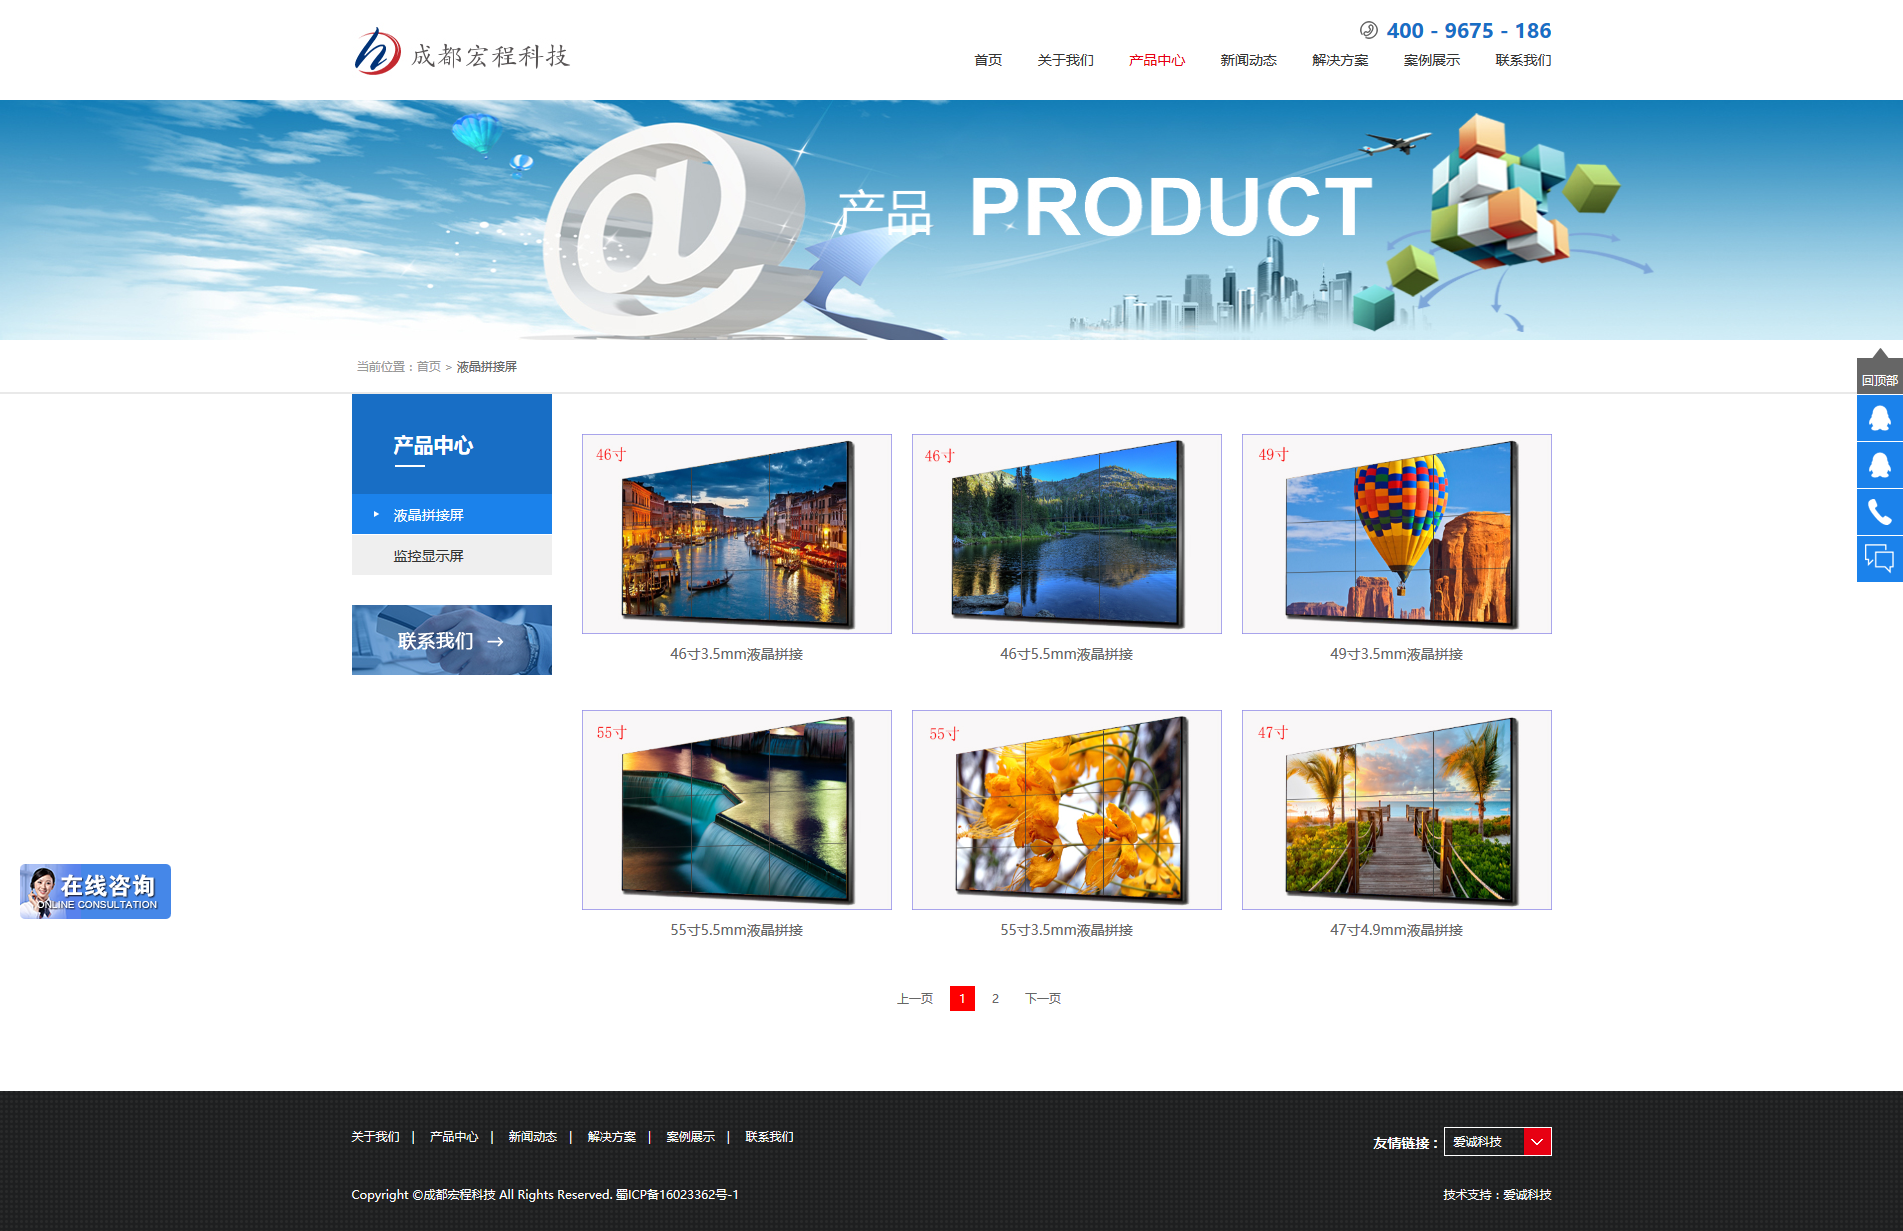 成都宏程科技
400 - 9675 - 186
首页 关于我们 产品中心 新闻动态 解决方案 案例展示 联系我们
产品 PRODUCT
当前位置：首页 > 液晶拼接屏
回顶部
产品中心
液晶拼接屏
监控显示屏
联系我们 →
46寸
46寸3.5mm液晶拼接
46寸
46寸5.5mm液晶拼接
49寸
49寸3.5mm液晶拼接
55寸
55寸5.5mm液晶拼接
55寸
55寸3.5mm液晶拼接
47寸
47寸4.9mm液晶拼接
在线咨询
ONLINE CONSULTATION
上一页 1 2 下一页
关于我们 | 产品中心 | 新闻动态 | 解决方案 | 案例展示 | 联系我们
友情链接： 爱诚科技
Copyright ©成都宏程科技 All Rights Reserved. 蜀ICP备16023362号-1
技术支持：爱诚科技